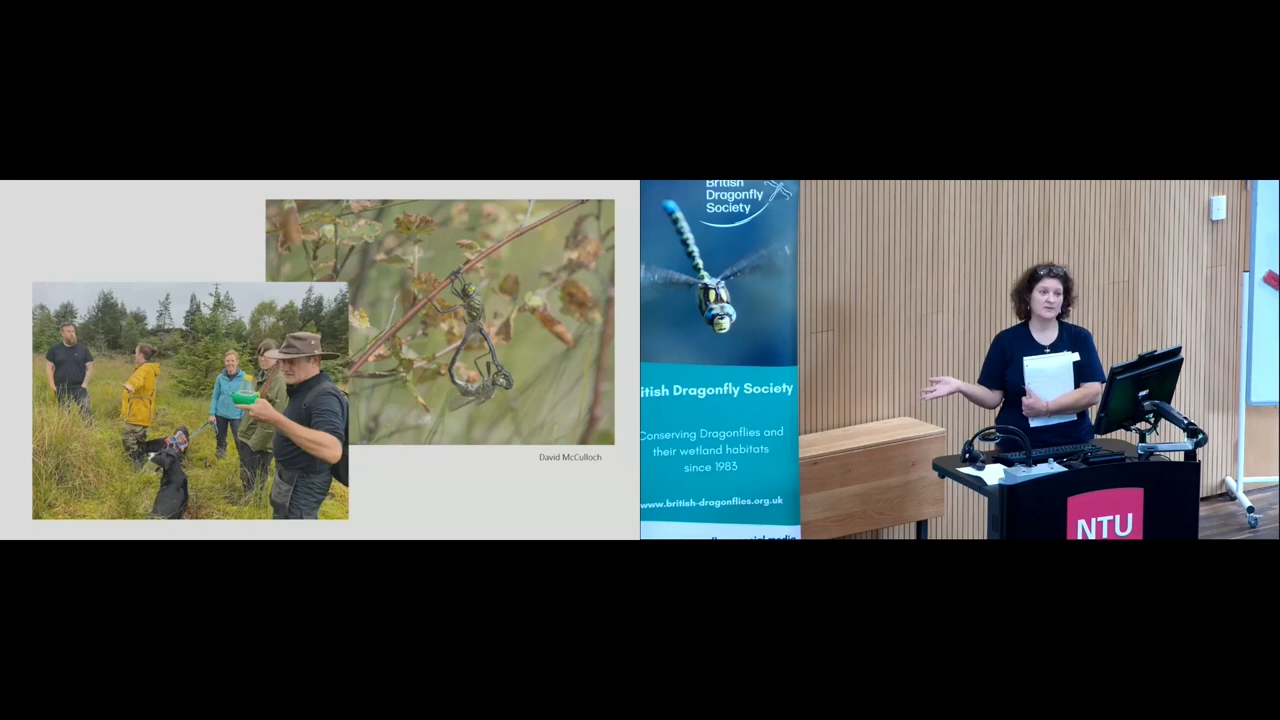 David McCulloch
British
Dragonfly
Society
itish Dragonfly Society
Conserving Dragonflies and
their wetland habitats
since 1983
www.british-dragonflies.org.uk
NTU